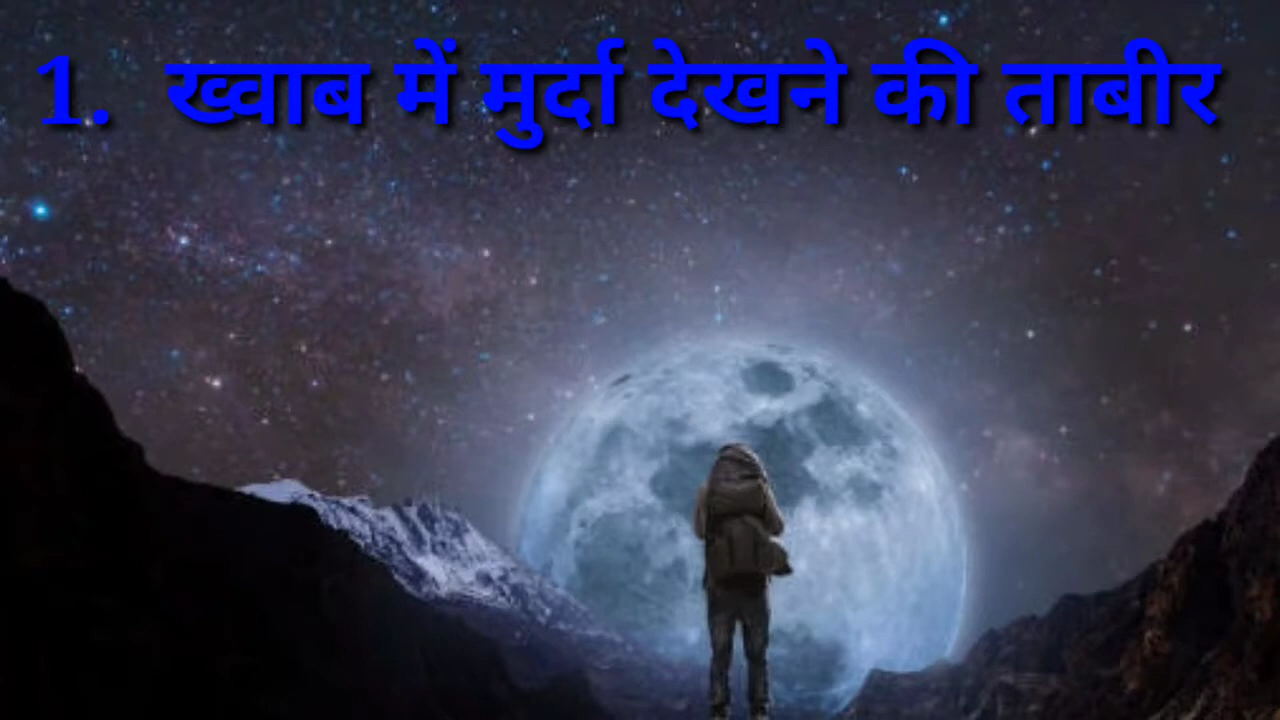 1. ख्वाब में मुर्दा देखने की ताबीर